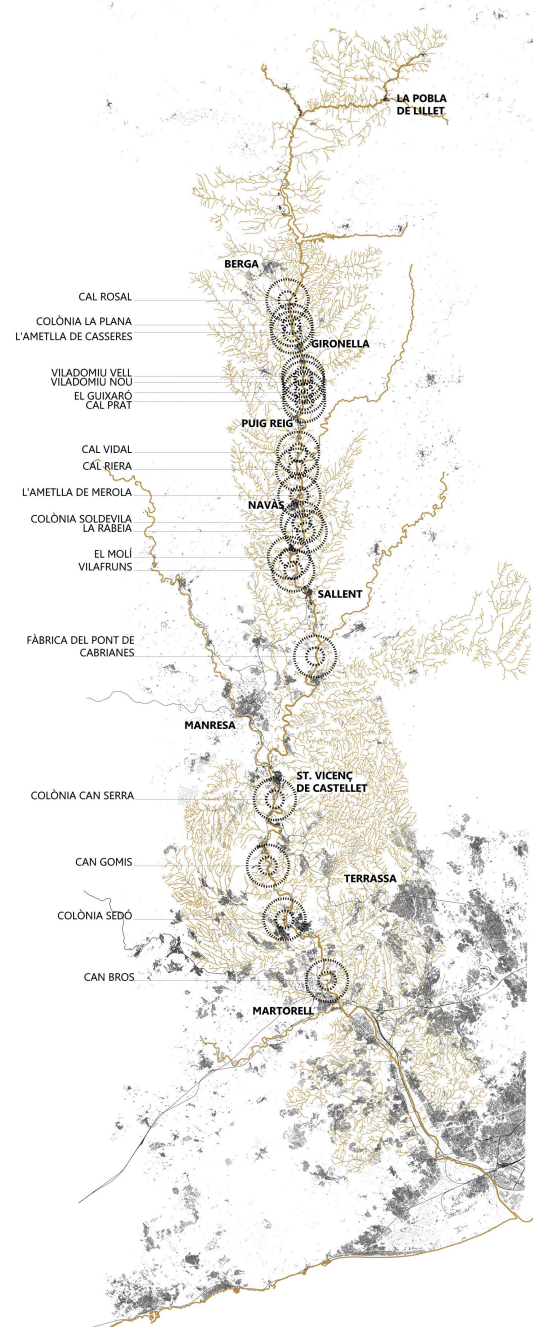 LA POBLA
DE LILLET
BERGA
CAL ROSAL
COLÒNIA LA PLANA
L'AMETLLA DE CASSERES
GIRONELLA
VILADOMIU VELL
VILADOMIU NOU
EL GUIXARÓ
CAL PRAT
PUIG REIG
CAL VIDAL
CAL RIERA
L'AMETLLA DE MEROLA
NAVÀS
COLÒNIA SOLDEVILA
LA RABEIA
EL MOLÍ
VILAFRUNS
SALLENT
FÀBRICA DEL PONT DE
CABRIANES
MANRESA
ST. VICENÇ
DE CASTELLET
COLÒNIA CAN SERRA
CAN GOMIS
TERRASSA
COLÒNIA SEDÓ
CAN BROS
MARTORELL